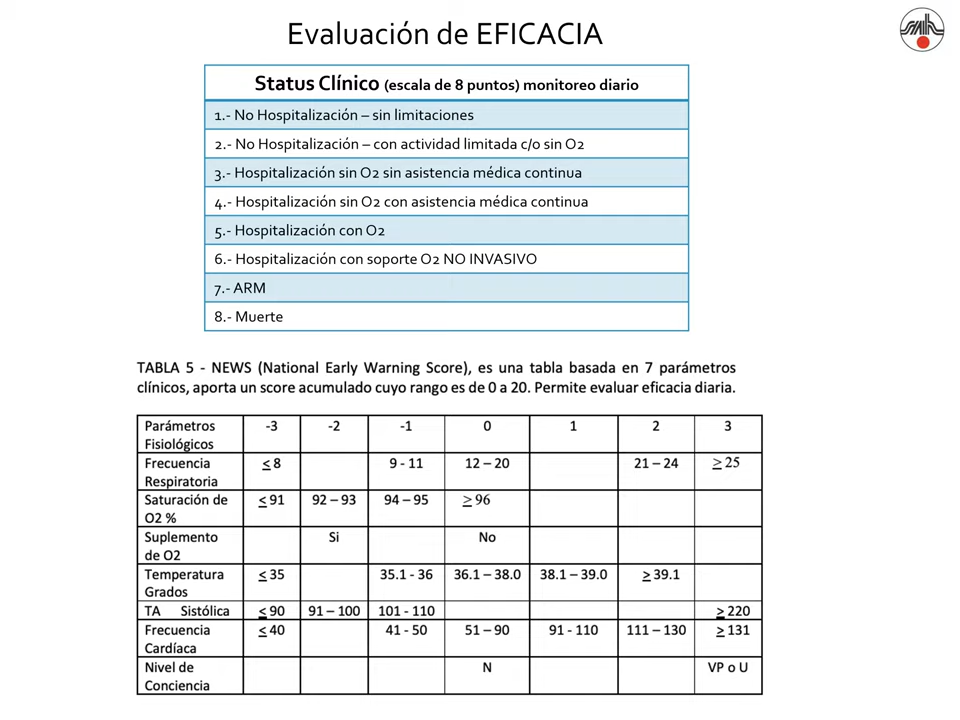 Evaluación de EFICACIA
Status Clínico (escala de 8 puntos) monitoreo diario
1.- No Hospitalización – sin limitaciones
2.- No Hospitalización – con actividad limitada c/o sin O2
3.- Hospitalización sin O2 sin asistencia médica continua
4.- Hospitalización sin O2 con asistencia médica continua
5.- Hospitalización con O2
6.- Hospitalización con soporte O2 NO INVASIVO
7.- ARM
8.- Muerte
TABLA 5 - NEWS (National Early Warning Score), es una tabla basada en 7 parámetros
clínicos, aporta un score acumulado cuyo rango es de 0 a 20. Permite evaluar eficacia diaria.
Parámetros Fisiológicos -3 -2 -1 0 1 2 3
Frecuencia Respiratoria ≤ 8 9 - 11 12 – 20 21 – 24 ≥ 25
Saturación de O2 % ≤ 91 92 – 93 94 – 95 ≥ 96
Suplemento de O2 Si No
Temperatura Grados ≤ 35 35.1 - 36 36.1 – 38.0 38.1 – 39.0 ≥ 39.1
TA Sistólica ≤ 90 91 – 100 101 - 110 ≥ 220
Frecuencia Cardíaca ≤ 40 41 - 50 51 – 90 91 - 110 111 – 130 ≥ 131
Nivel de Conciencia N VP o U